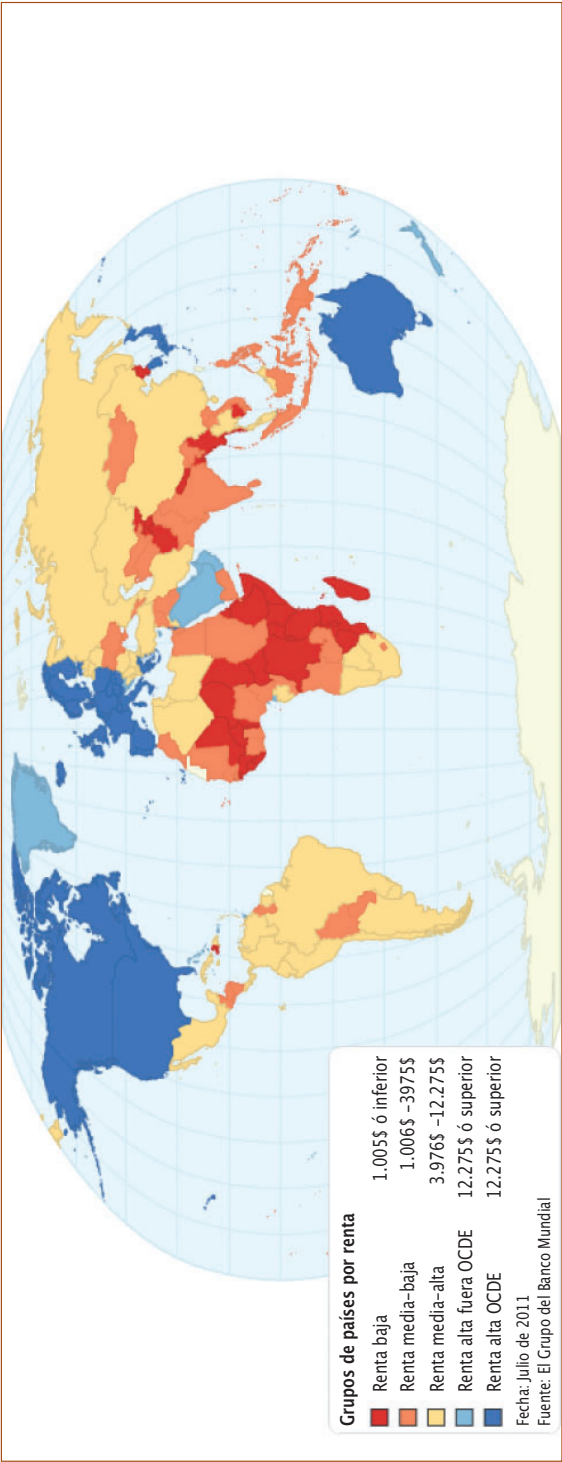 Grupos de países por renta
Renta baja 1.005$ ó inferior
Renta media-baja 1.006$ -3975$
Renta media-alta 3.976$ -12.275$
Renta alta fuera OCDE 12.275$ ó superior
Renta alta OCDE 12.275$ ó superior
Fecha: Julio de 2011
Fuente: El Grupo del Banco Mundial